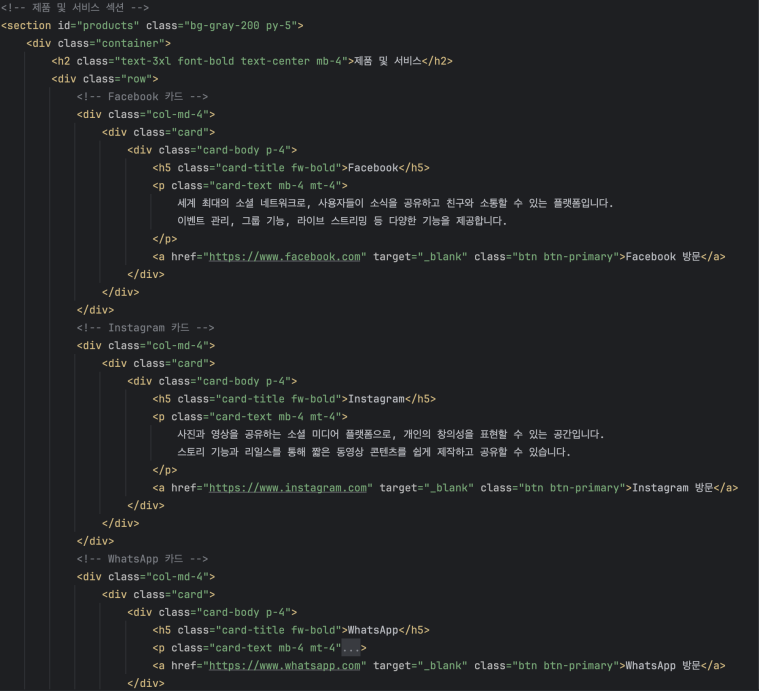 <!-- 제품 및 서비스 섹션 -->
<section id="products" class="bg-gray-200 py-5">
<div class="container">
<h2 class="text-3xl font-bold text-center mb-4">제품 및 서비스</h2>
<div class="row">
<!-- Facebook 카드 -->
<div class="col-md-4">
<div class="card">
<div class="card-body p-4">
<h5 class="card-title fw-bold">Facebook</h5>
<p class="card-text mb-4 mt-4">
세계 최대의 소셜 네트워크로, 사용자들이 소식을 공유하고 친구와 소통할 수 있는 플랫폼입니다.
이벤트 관리, 그룹 기능, 라이브 스트리밍 등 다양한 기능을 제공합니다.
</p>
<a href="https://www.facebook.com" target="_blank" class="btn btn-primary">Facebook 방문</a>
</div>
</div>
</div>
<!-- Instagram 카드 -->
<div class="col-md-4">
<div class="card">
<div class="card-body p-4">
<h5 class="card-title fw-bold">Instagram</h5>
<p class="card-text mb-4 mt-4">
사진과 영상을 공유하는 소셜 미디어 플랫폼으로, 개인의 창의성을 표현할 수 있는 공간입니다.
스토리 기능과 리일스를 통해 짧은 동영상 콘텐츠를 쉽게 제작하고 공유할 수 있습니다.
</p>
<a href="https://www.instagram.com" target="_blank" class="btn btn-primary">Instagram 방문</a>
</div>
</div>
</div>
<!-- WhatsApp 카드 -->
<div class="col-md-4">
<div class="card">
<div class="card-body p-4">
<h5 class="card-title fw-bold">WhatsApp</h5>
<p class="card-text mb-4 mt-4"...>
<a href="https://www.whatsapp.com" target="_blank" class="btn btn-primary">WhatsApp 방문</a>
</div>